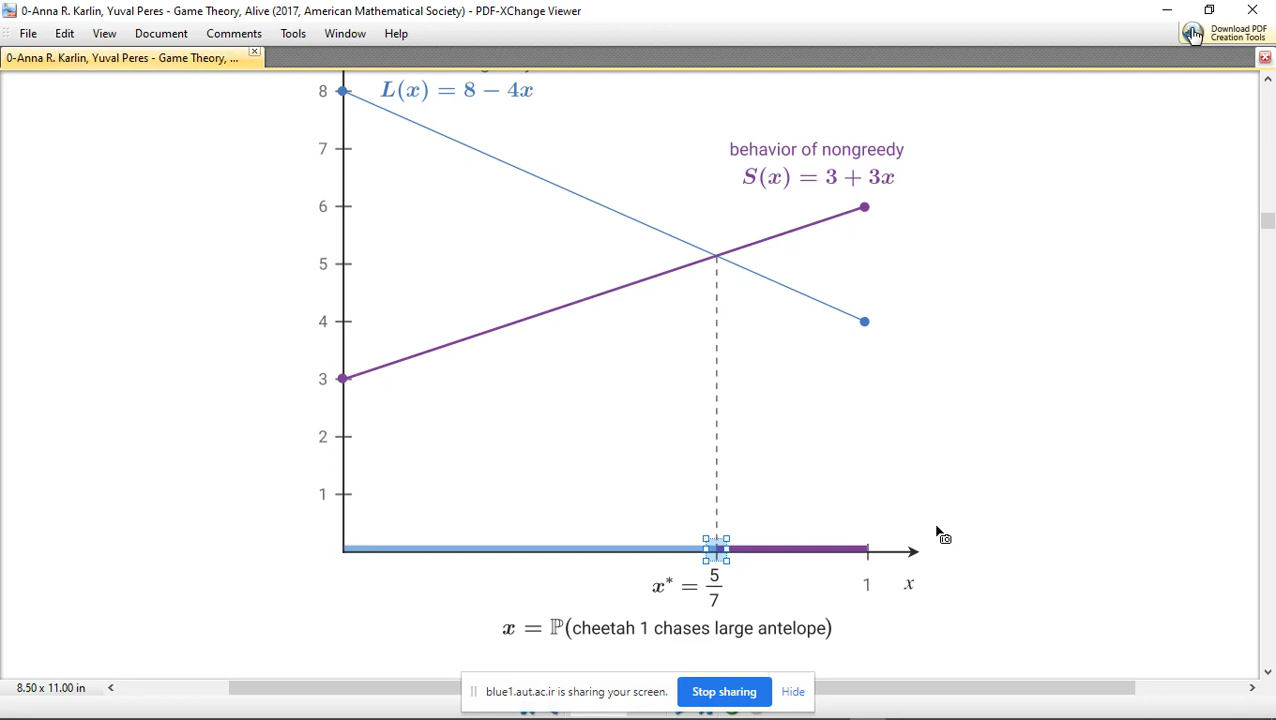 0-Anna R. Karlin, Yuval Peres - Game Theory, Alive (2017, American Mathematical Society) - PDF-XChange Viewer
File Edit View Document Comments Tools Window Help
Download PDF
Creation Tools
0-Anna R. Karlin, Yuval Peres - Game Theory, ...
8
L(x) = 8 − 4x
7
behavior of nongreedy
S(x) = 3 + 3x
6
5
4
3
2
1
x* = 5/7
1
x
x = ℙ(cheetah 1 chases large antelope)
8.50 x 11.00 in
blue1.aut.ac.ir is sharing your screen.
Stop sharing
Hide